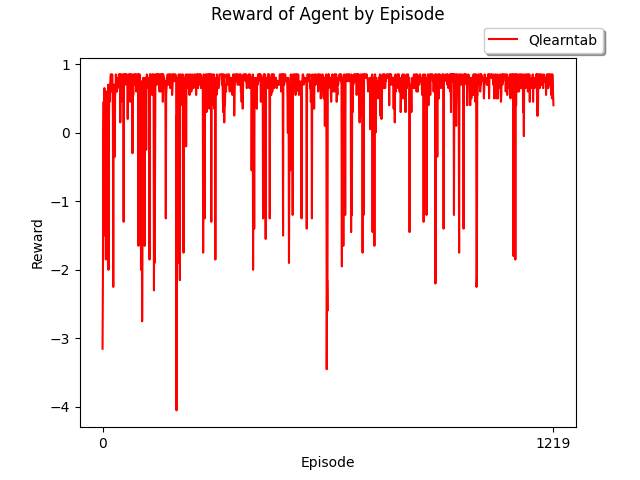 Reward of Agent by Episode
Qlearntab
1
0
−1
−2
−3
−4
Reward
0
1219
Episode